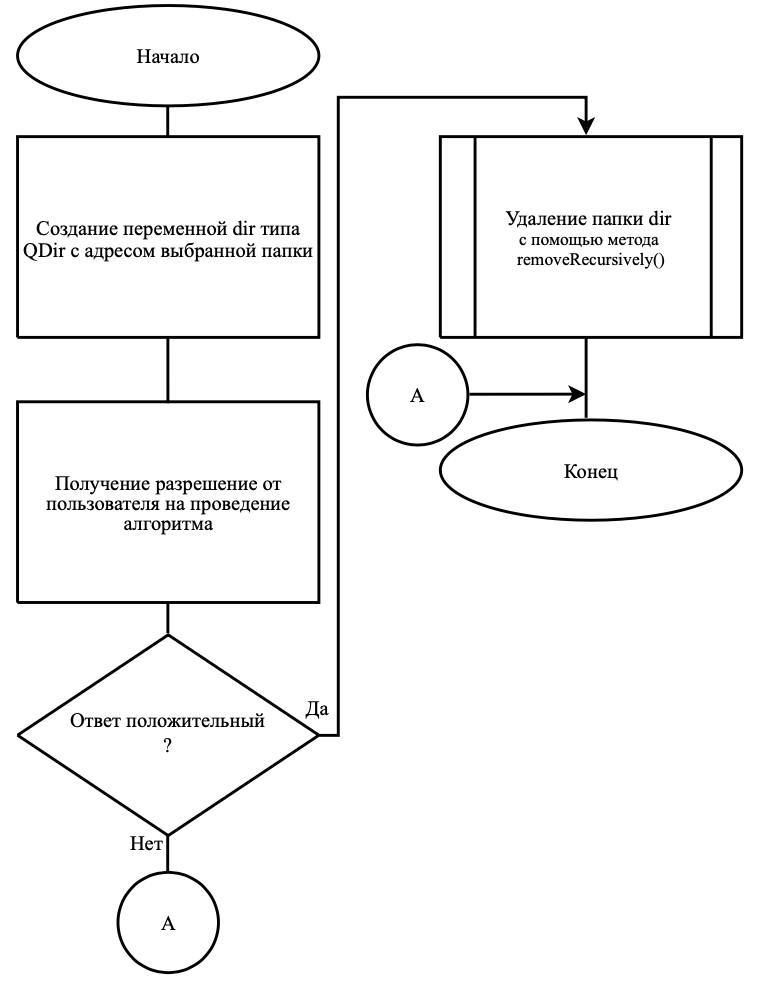 Начало
Создание переменной dir типа
QDir с адресом выбранной папки
Получение разрешение от
пользователя на проведение
алгоритма
Ответ положительный
?
Да
Нет
А
Удаление папки dir
с помощью метода
removeRecursively()
А
Конец